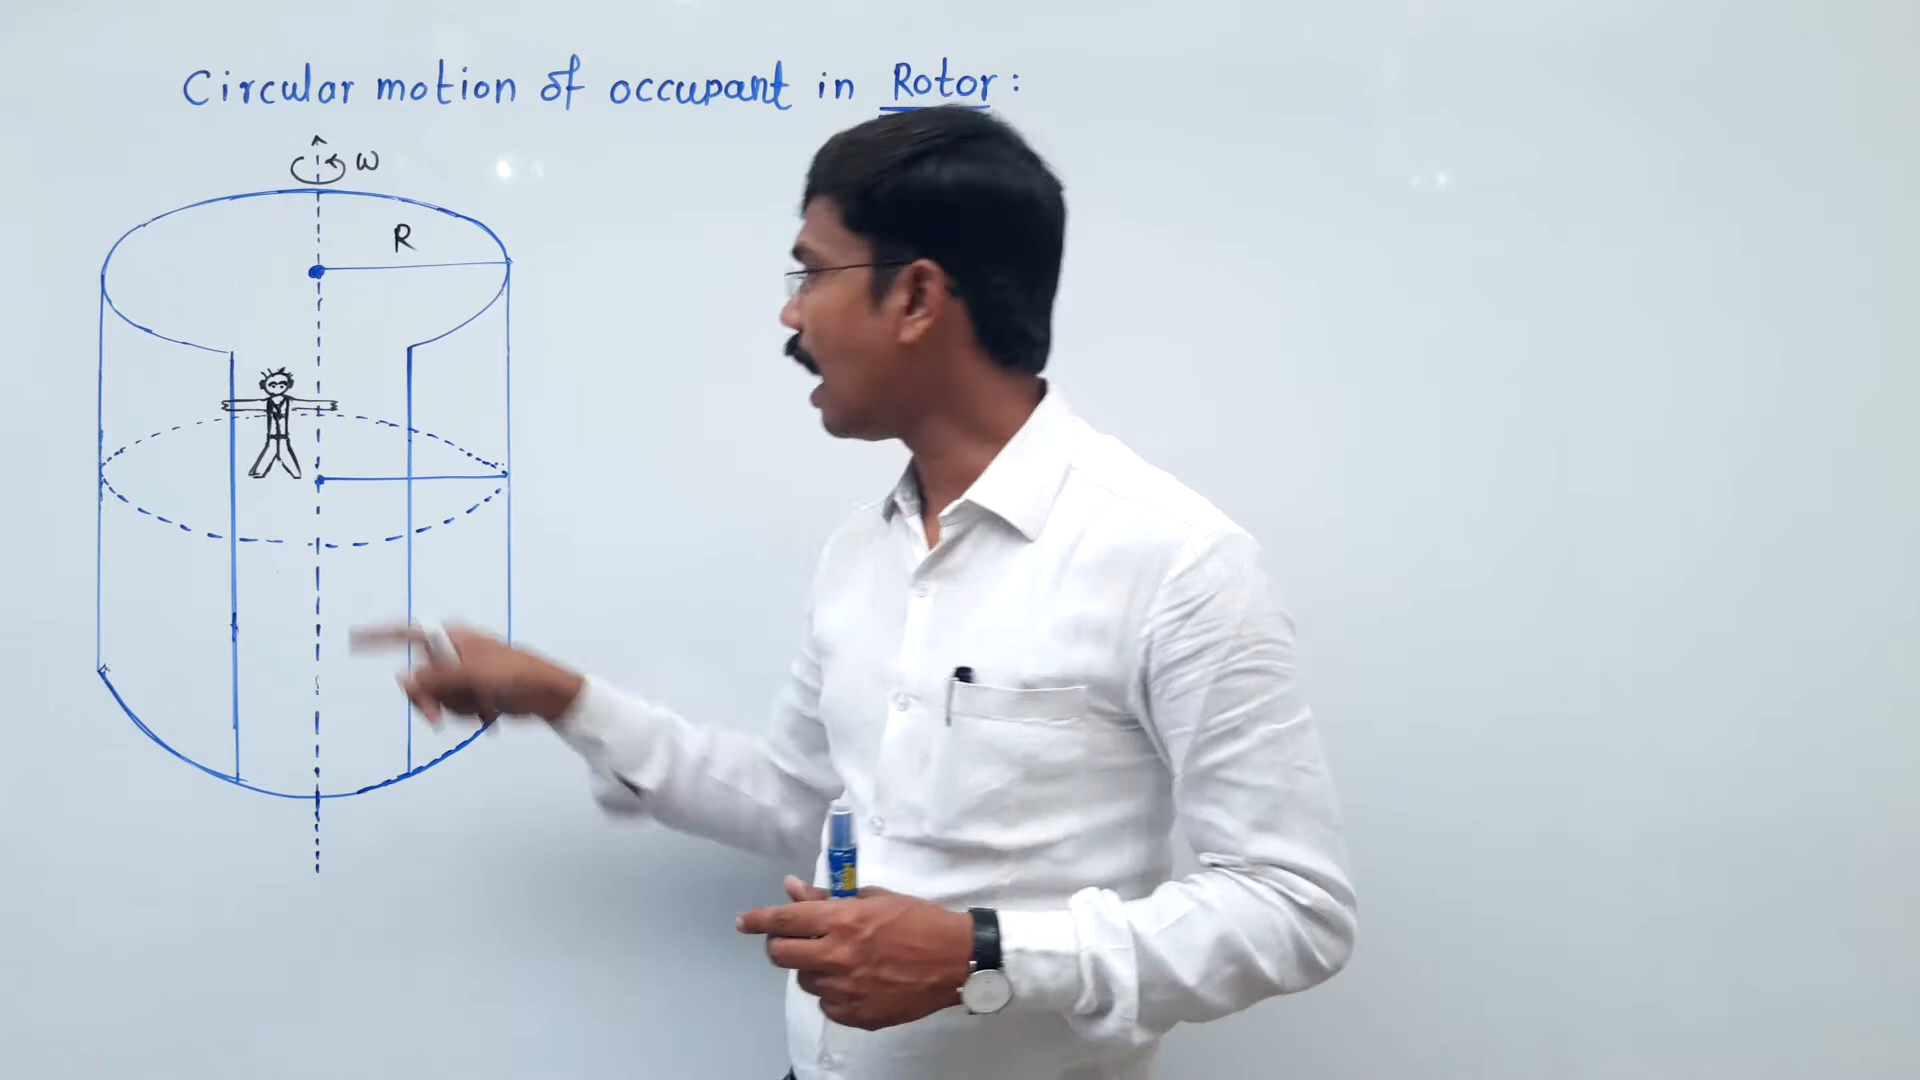 Circular motion of occupant in Rotor:
ω
R